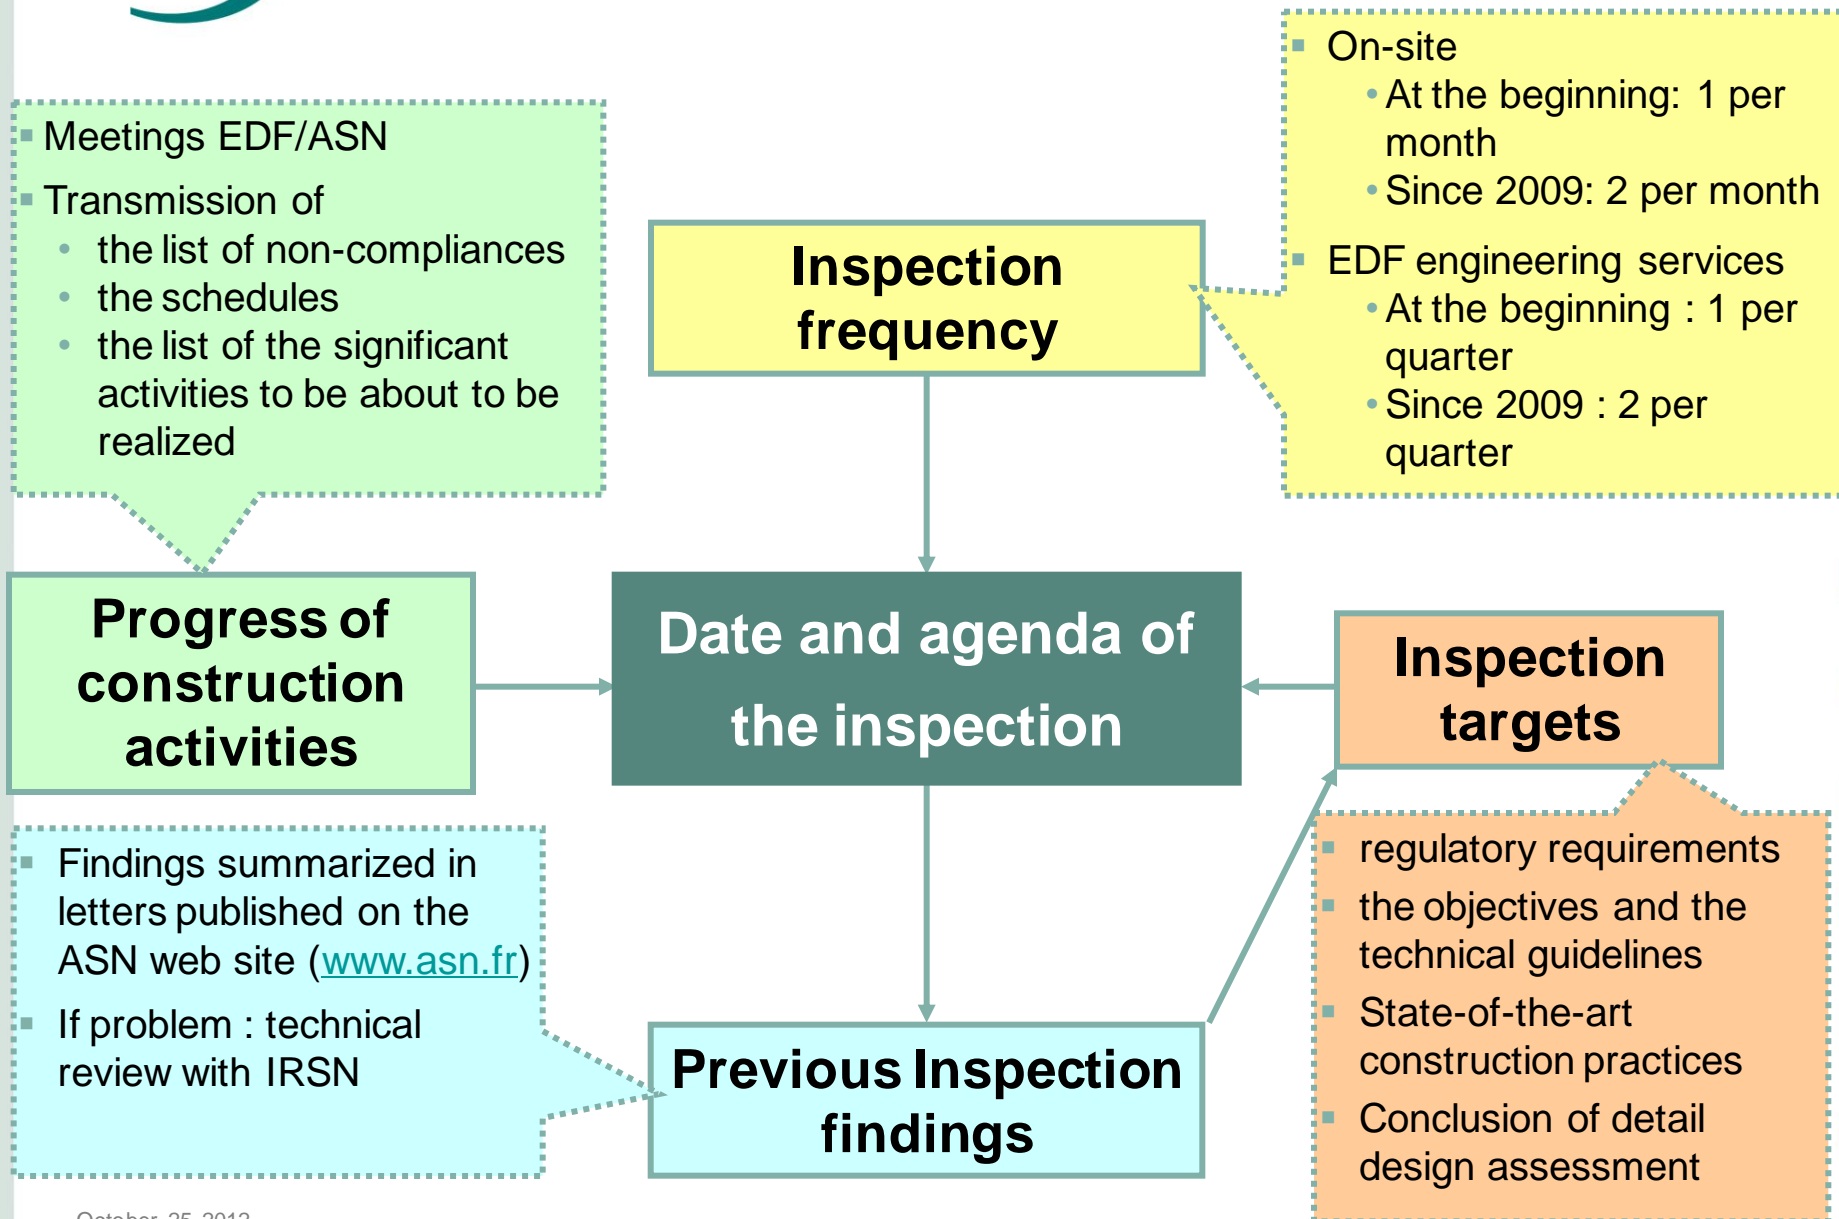 Meetings EDF/ASN
Transmission of
the list of non-compliances
the schedules
the list of the significant
activities to be about to be
realized
Inspection
frequency
On-site
At the beginning: 1 per
month
Since 2009: 2 per month
EDF engineering services
At the beginning : 1 per
quarter
Since 2009 : 2 per
quarter
Progress of
construction
activities
Date and agenda of
the inspection
Inspection
targets
Findings summarized in
letters published on the
ASN web site (www.asn.fr)
If problem : technical
review with IRSN
Previous Inspection
findings
regulatory requirements
the objectives and the
technical guidelines
State-of-the-art
construction practices
Conclusion of detail
design assessment
October, 25, 2012